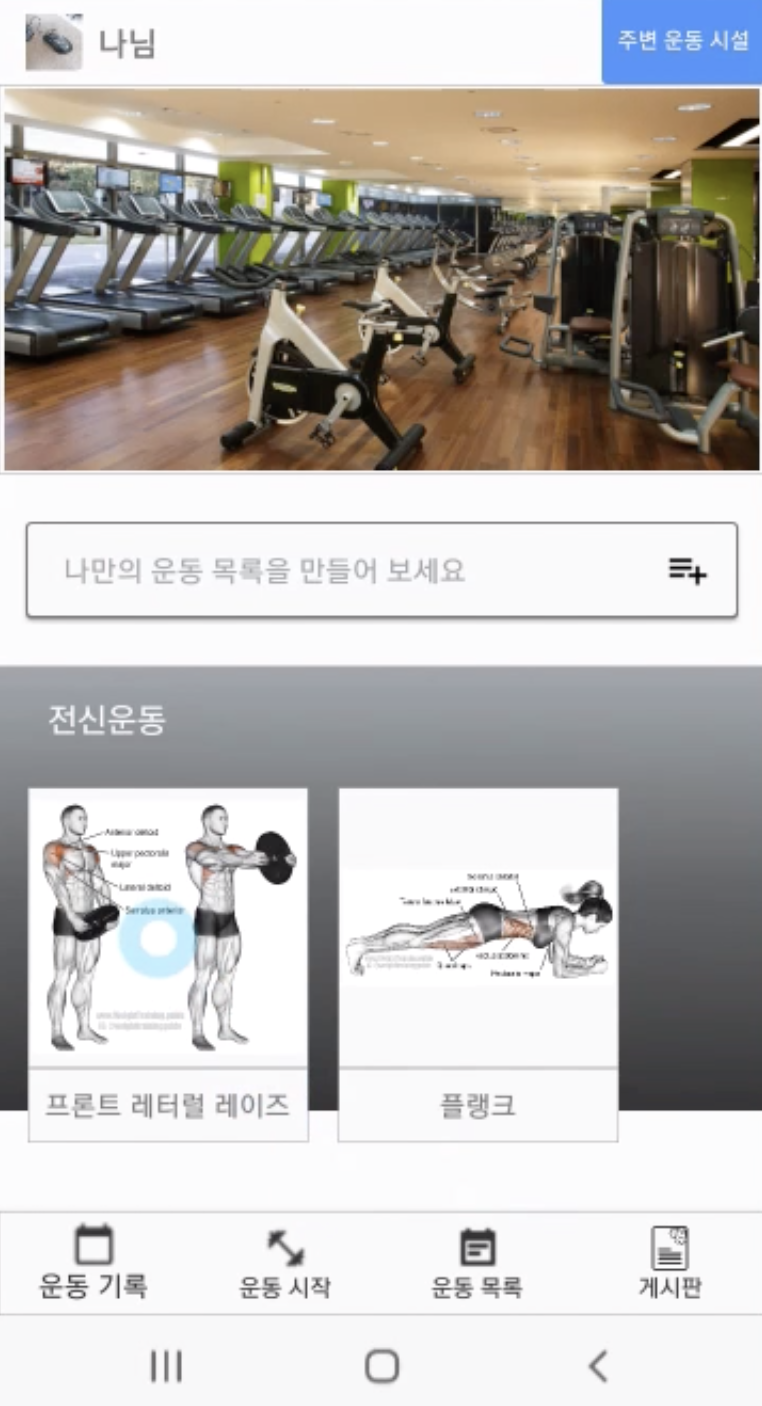 나님
주변 운동 시설
나만의 운동 목록을 만들어 보세요
전신운동
Anterior deltoid
Upper pectoralis
major
Lateral deltoid
Serratus anterior
프론트 레터럴 레이즈
플랭크
운동 기록
운동 시작
운동 목록
게시판